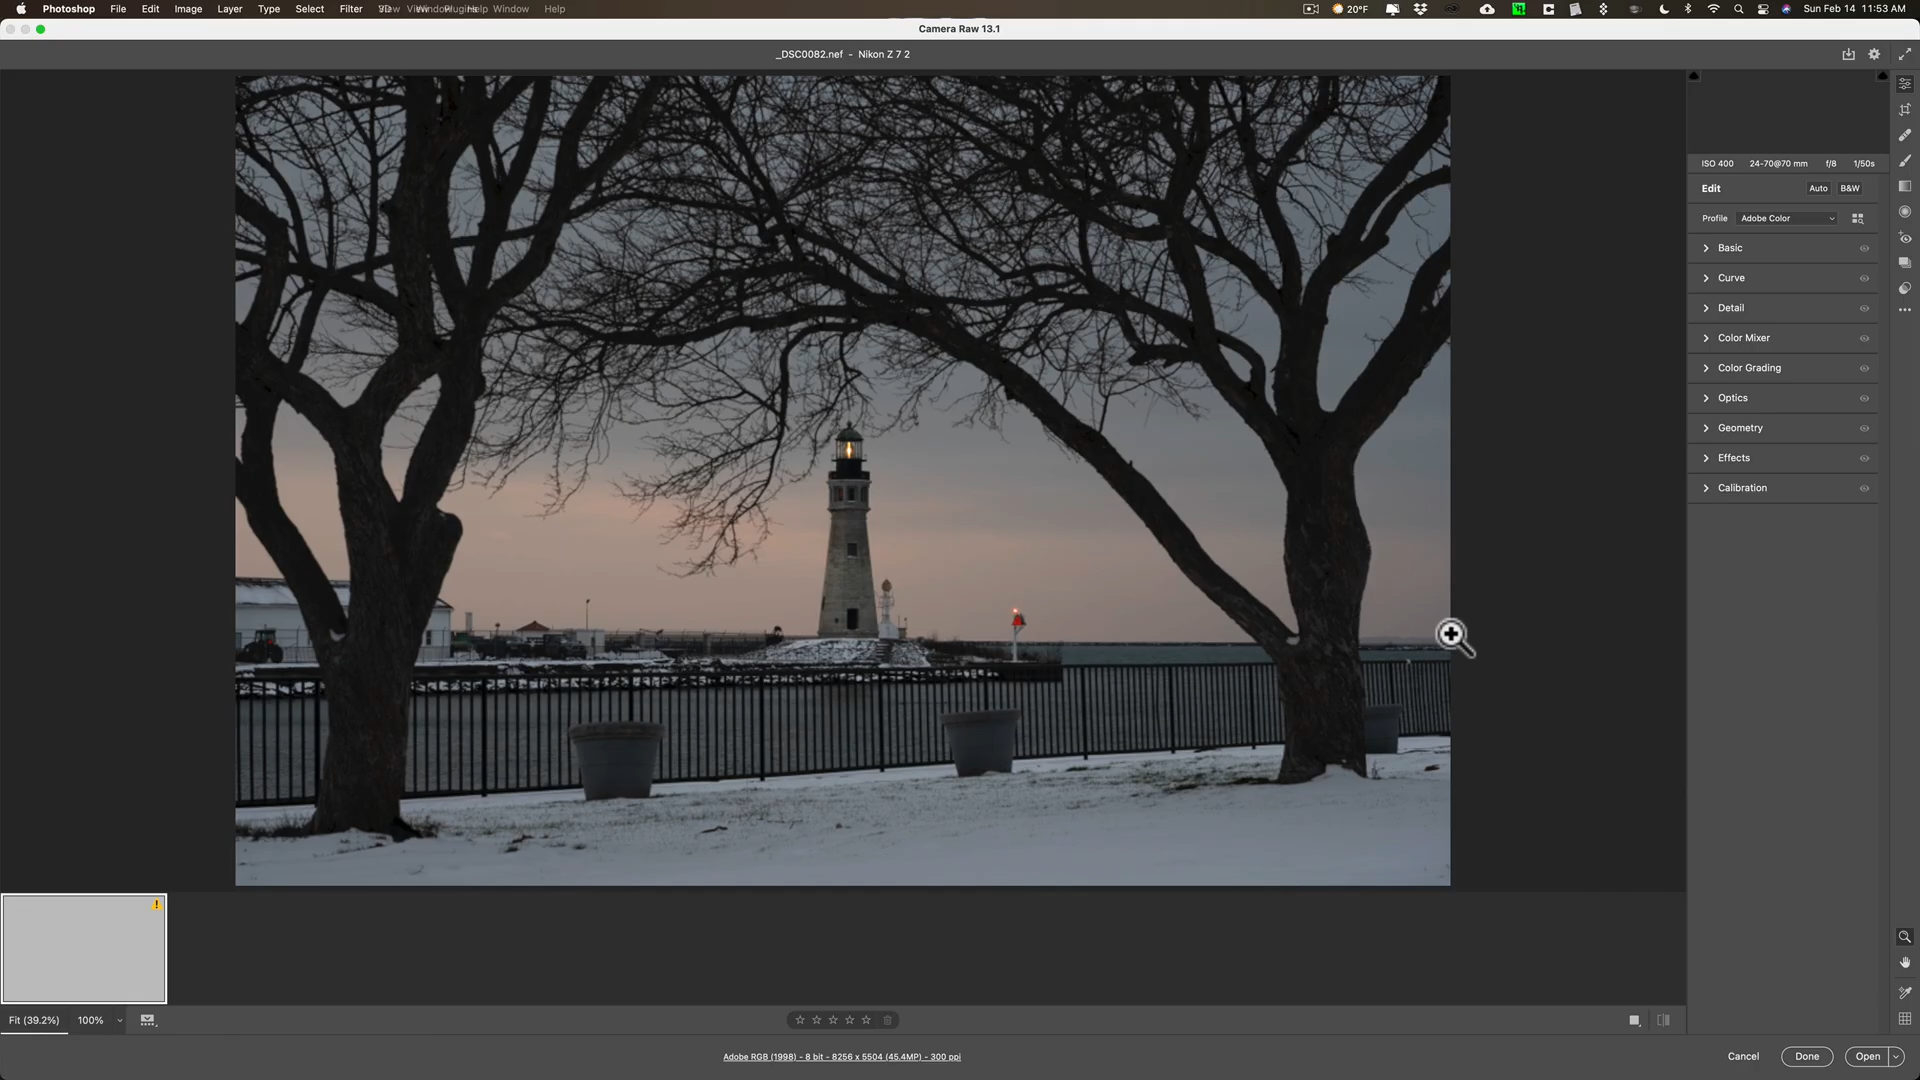 Photoshop File Edit Image Layer Type Select Filter View Window Plugins Help Window Help 20°F Sun Feb 14 11:53 AM
Camera Raw 13.1
_DSC0082.nef - Nikon Z 7 2
ISO 400 24-70@70 mm f/8 1/50s
Edit Auto B&W
Profile Adobe Color
Basic
Curve
Detail
Color Mixer
Color Grading
Optics
Geometry
Effects
Calibration
Fit (39.2%) 100%
Adobe RGB (1998) - 8 bit - 8256 x 5504 (45.4MP) - 300 ppi
Cancel Done Open